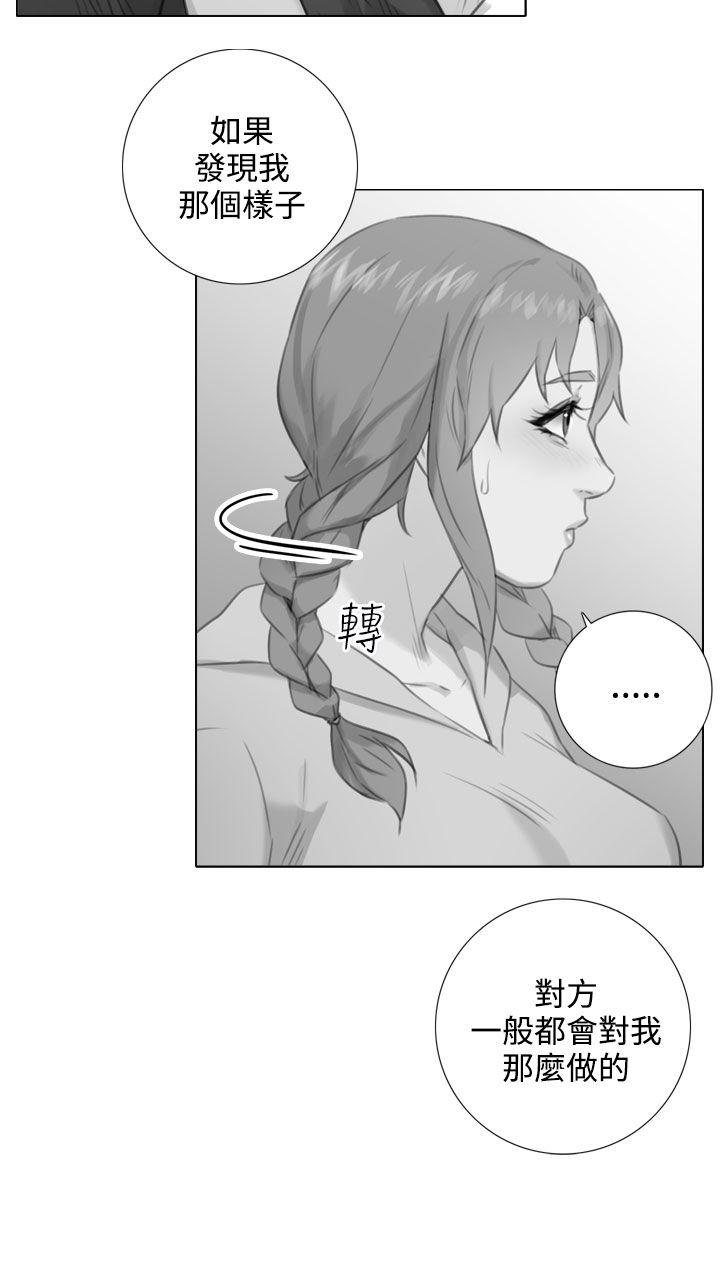 如果
發現我
那個樣子
轉
.....
對方
一般都會對我
那麼做的